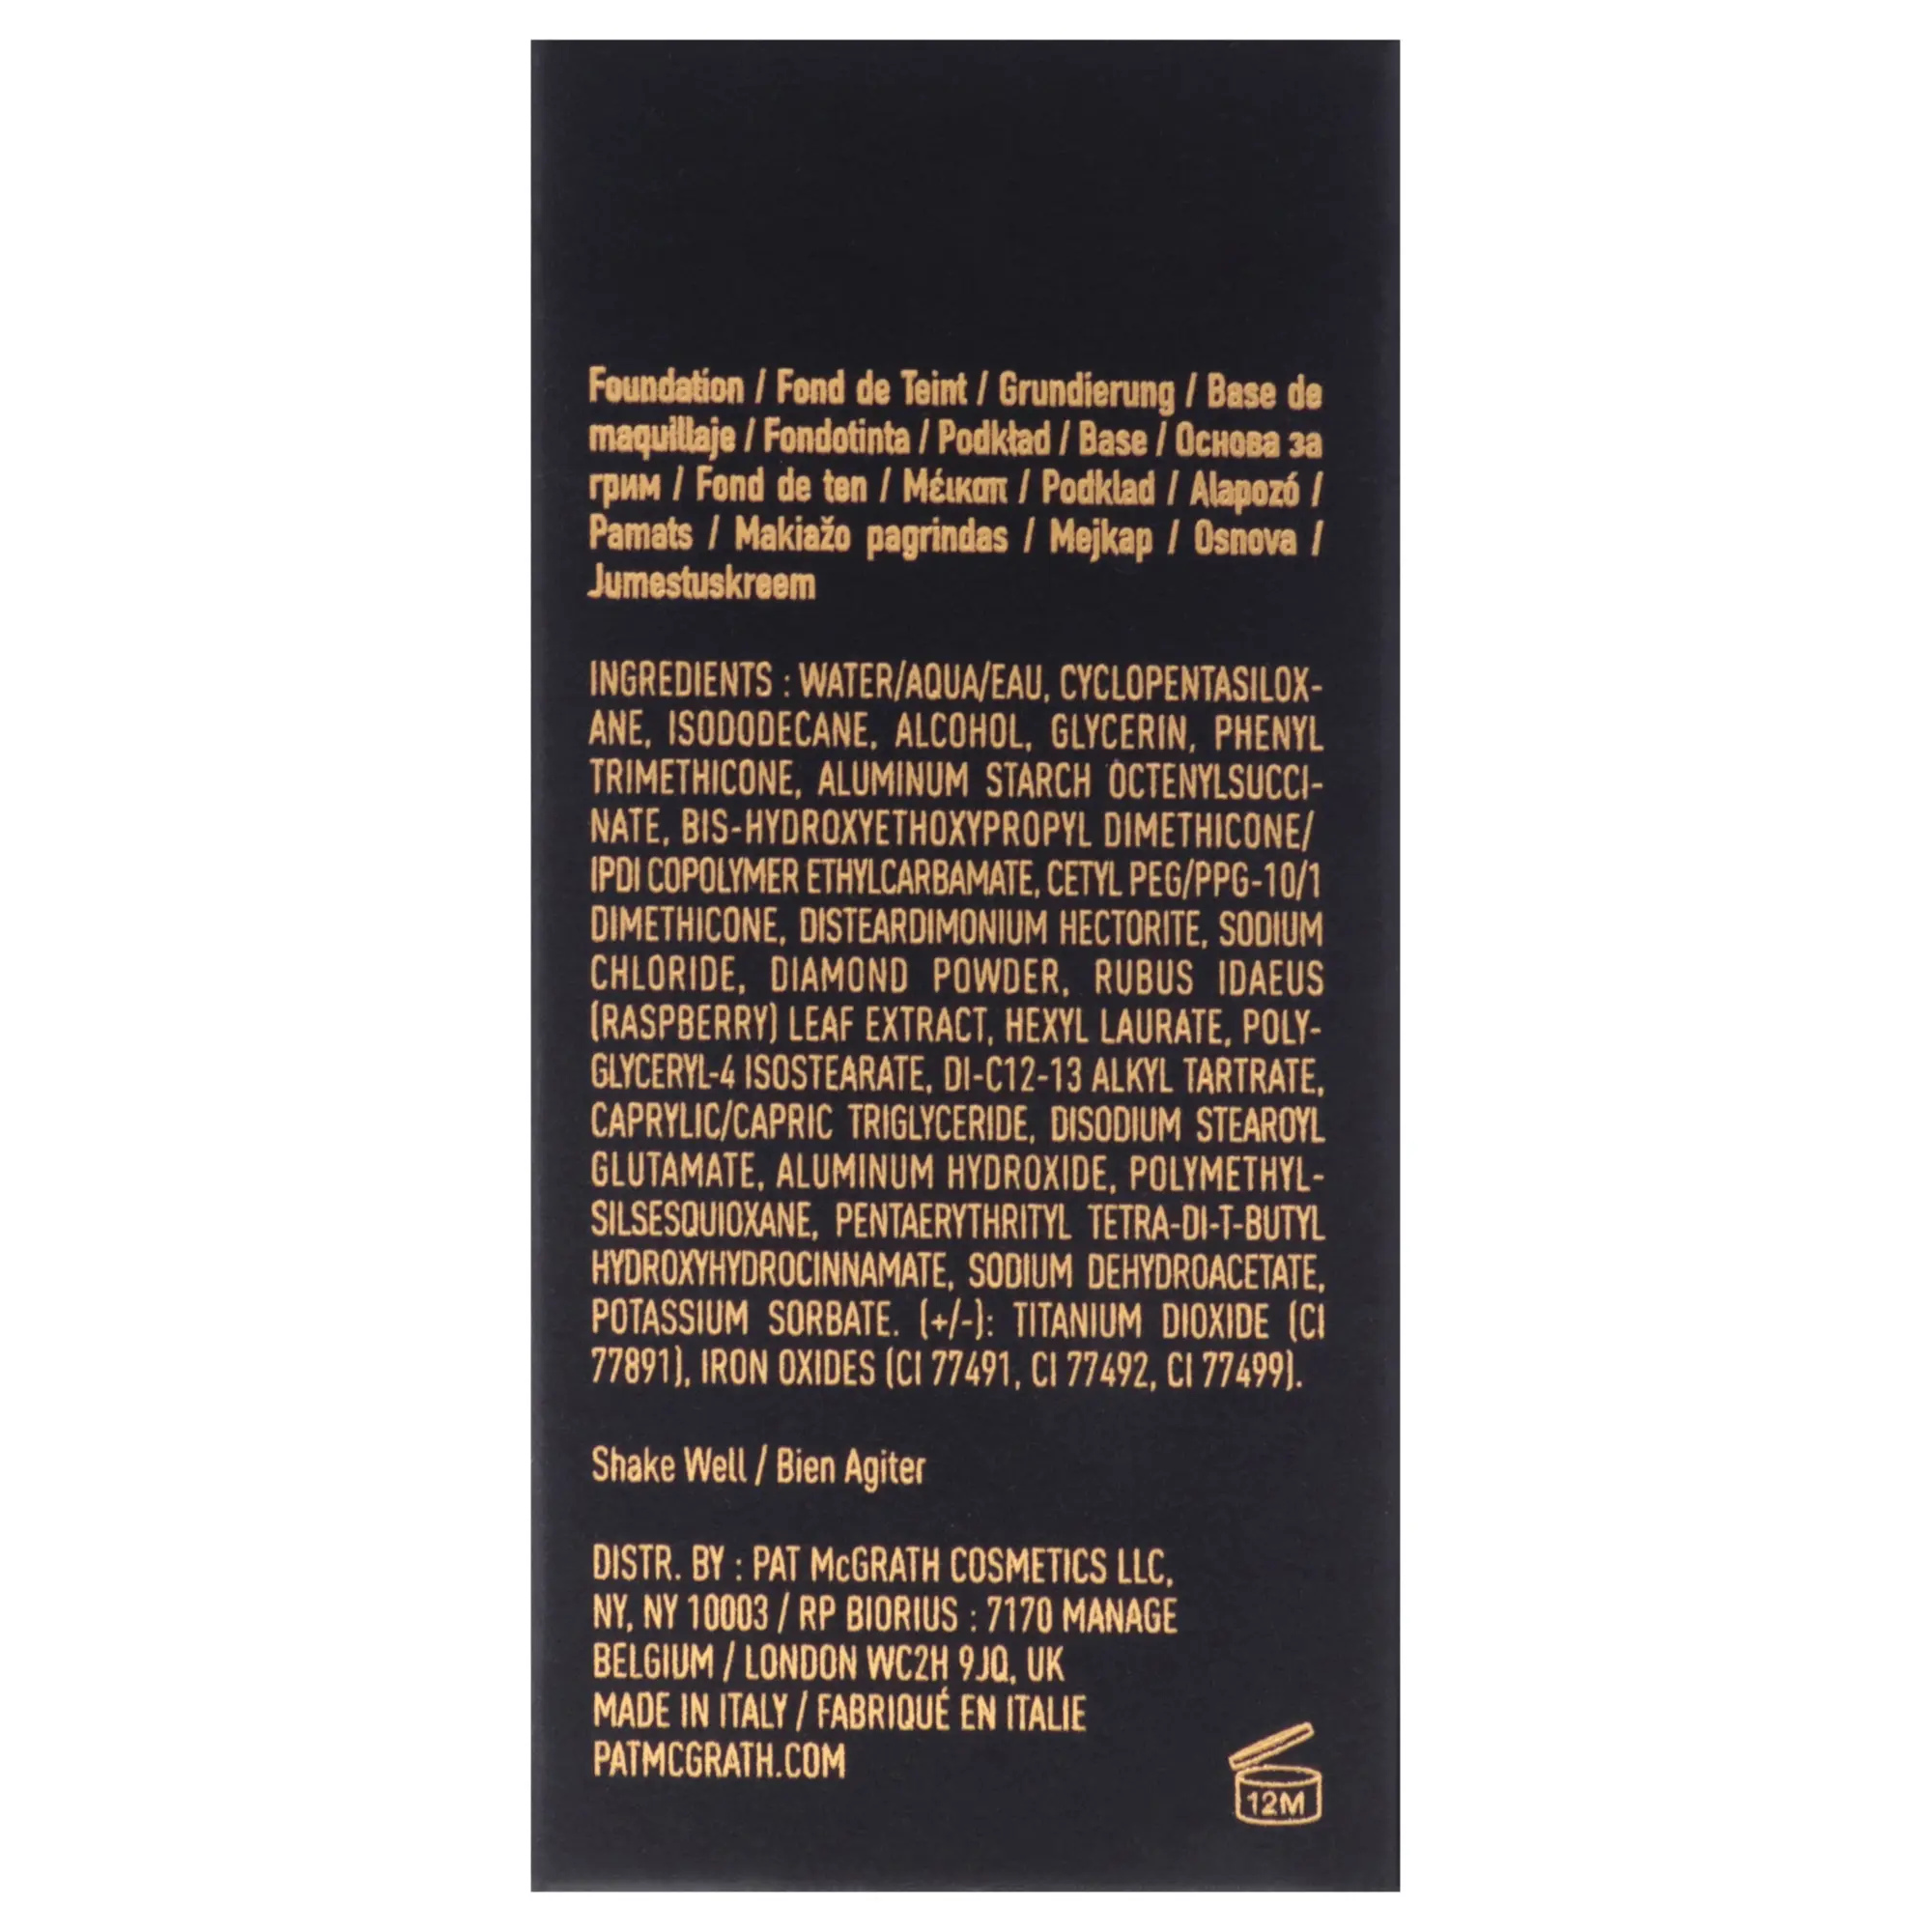 Foundation / Fond de Teint / Grundierung / Base de
maquillaje / Fondotinta / Podkład / Base / Основа за
грим / Fond de ten / Μέικαπ / Podklad / Alapozó /
Pamats / Makiažo pagrindas / Mejkap / Osnova /
Jumestuskreem
INGREDIENTS : WATER/AQUA/EAU, CYCLOPENTASILOX-
ANE, ISODODECANE, ALCOHOL, GLYCERIN, PHENYL
TRIMETHICONE, ALUMINUM STARCH OCTENYLSUCCI-
NATE, BIS-HYDROXYETHOXYPROPYL DIMETHICONE/
IPDI COPOLYMER ETHYLCARBAMATE, CETYL PEG/PPG-10/1
DIMETHICONE, DISTEARDIMONIUM HECTORITE, SODIUM
CHLORIDE, DIAMOND POWDER, RUBUS IDAEUS
(RASPBERRY) LEAF EXTRACT, HEXYL LAURATE, POLY-
GLYCERYL-4 ISOSTEARATE, DI-C12-13 ALKYL TARTRATE,
CAPRYLIC/CAPRIC TRIGLYCERIDE, DISODIUM STEAROYL
GLUTAMATE, ALUMINUM HYDROXIDE, POLYMETHYL-
SILSESQUIOXANE, PENTAERYTHRITYL TETRA-DI-T-BUTYL
HYDROXYHYDROCINNAMATE, SODIUM DEHYDROACETATE,
POTASSIUM SORBATE. (+/-): TITANIUM DIOXIDE (CI
77891), IRON OXIDES (CI 77491, CI 77492, CI 77499).
Shake Well / Bien Agiter
DISTR. BY : PAT McGRATH COSMETICS LLC,
NY, NY 10003 / RP BIORIUS : 7170 MANAGE
BELGIUM / LONDON WC2H 9JQ, UK
MADE IN ITALY / FABRIQUÉ EN ITALIE
PATMCGRATH.COM
12M